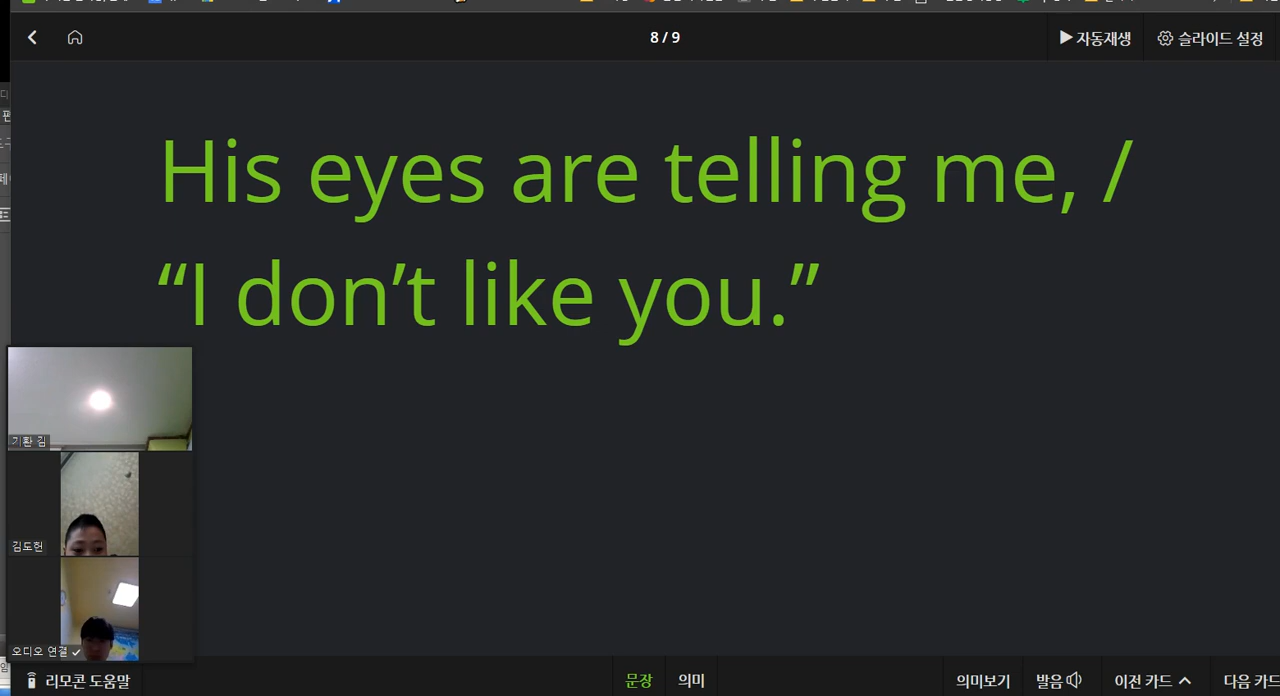 8 / 9
▶ 자동재생
슬라이드 설정
His eyes are telling me, /
“I don’t like you.”
기환 김
김도헌
오디오 연결
리모콘 도움말
문장
의미
의미보기
발음
이전 카드
다음 카드